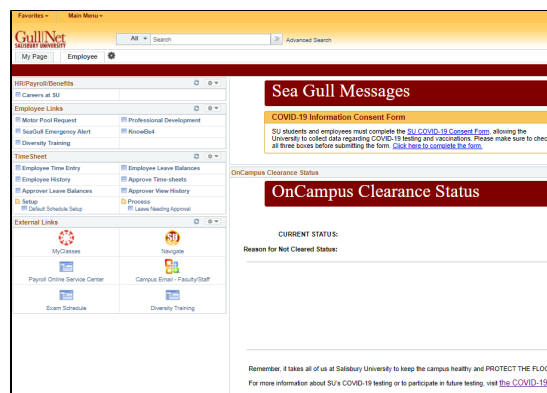 Favorites Main Menu
GullNet
SALISBURY UNIVERSITY
All Search Advanced Search
My Page Employee
HR/Payroll/Benefits
Careers at SU
Employee Links
Motor Pool Request Professional Development
SeaGull Emergency Alert KnowBe4
Diversity Training
TimeSheet
Employee Time Entry Employee Leave Balances
Employee History Approve Time-sheets
Approver Leave Balances Approver View History
Setup Process
Default Schedule Setup Leave Needing Approval
External Links
SU
MyClasses Navigate
Payroll Online Service Center Campus Email - Faculty/Staff
Exam Schedule Diversity Training
Sea Gull Messages
COVID-19 Information Consent Form
SU students and employees must complete the SU COVID-19 Consent Form, allowing the
University to collect data regarding COVID-19 testing and vaccinations. Please make sure to chec
all three boxes before submitting the form. Click here to complete the form.
OnCampus Clearance Status
OnCampus Clearance Status
CURRENT STATUS:
Reason for Not Cleared Status:
Remember, it takes all of us at Salisbury University to keep the campus healthy and PROTECT THE FLOC
For more information about SU's COVID-19 testing or to participate in future testing, visit the COVID-19